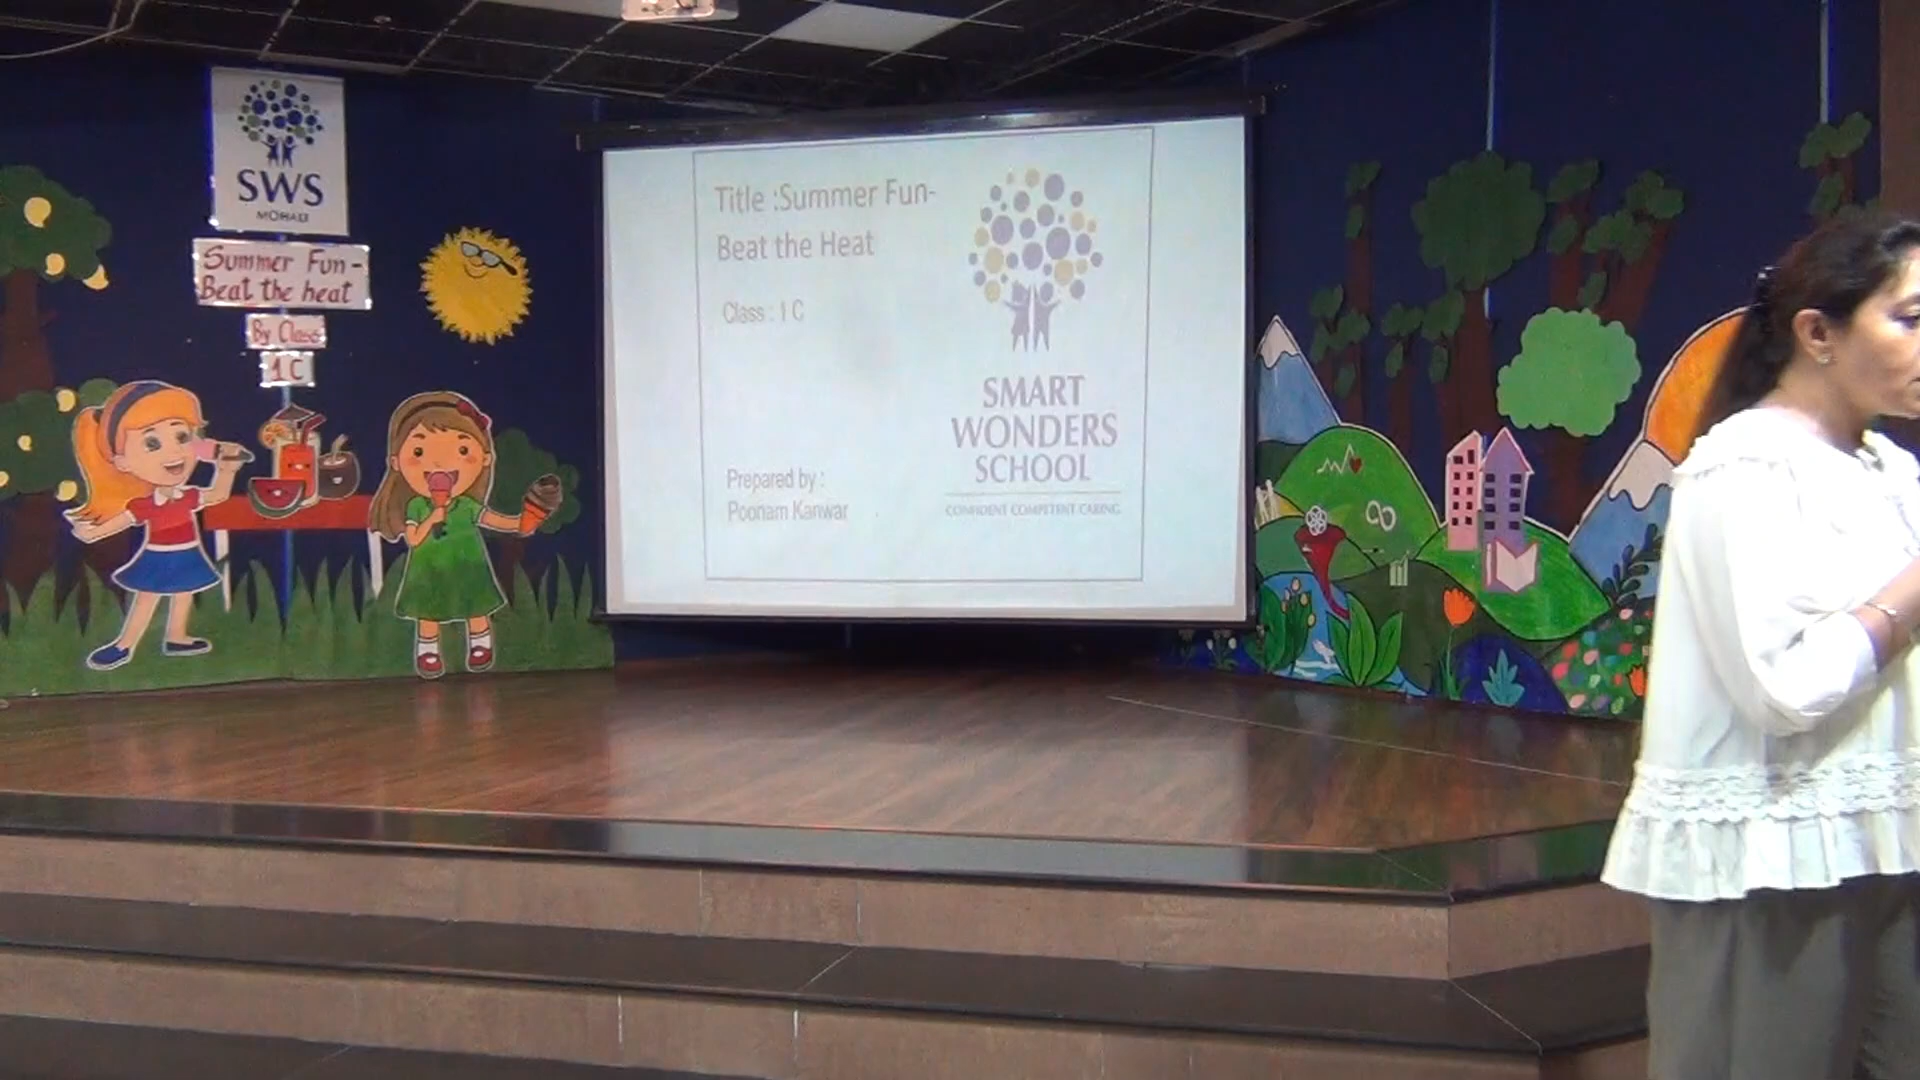 SWS
MOHALI
Summer Fun-
Beat the heat
By Class
1C
Title :Summer Fun-
Beat the Heat
Class : 1 C
Prepared by :
Poonam Kanwar
SMART
WONDERS
SCHOOL
CONFIDENT COMPETENT CARING